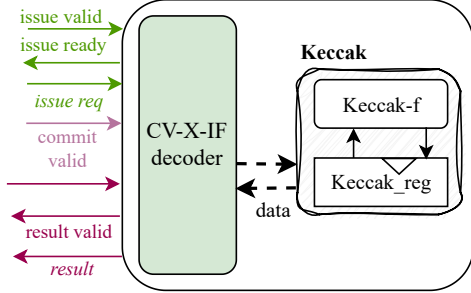 issue valid
issue ready
issue req
commit
valid
result valid
result
CV-X-IF
decoder
data
Keccak
Keccak-f
Keccak_reg